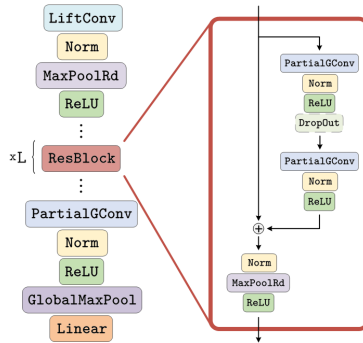 LiftConv
Norm
MaxPoolRd
ReLU
⋮
×L { ResBlock
⋮
PartialGConv
Norm
ReLU
GlobalMaxPool
Linear
PartialGConv
Norm
ReLU
DropOut
PartialGConv
Norm
ReLU
+
Norm
MaxPoolRd
ReLU